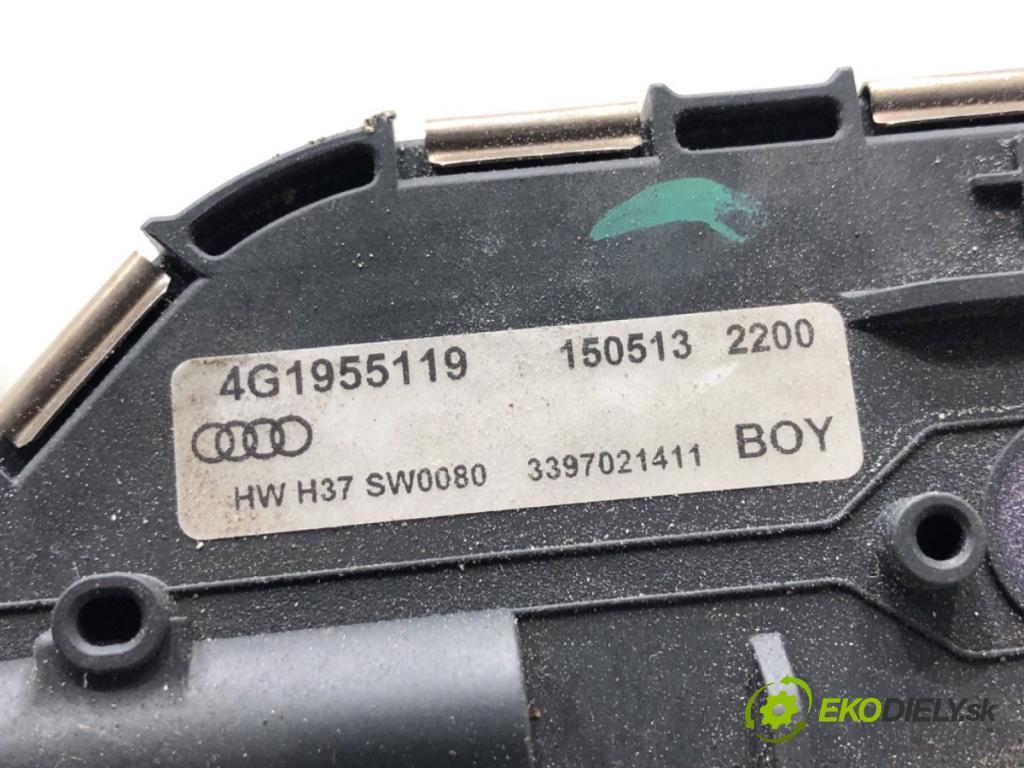 4G1955119 150513 2200
HW H37 SW0080 3397021411 BOY
EKODIELY.sk